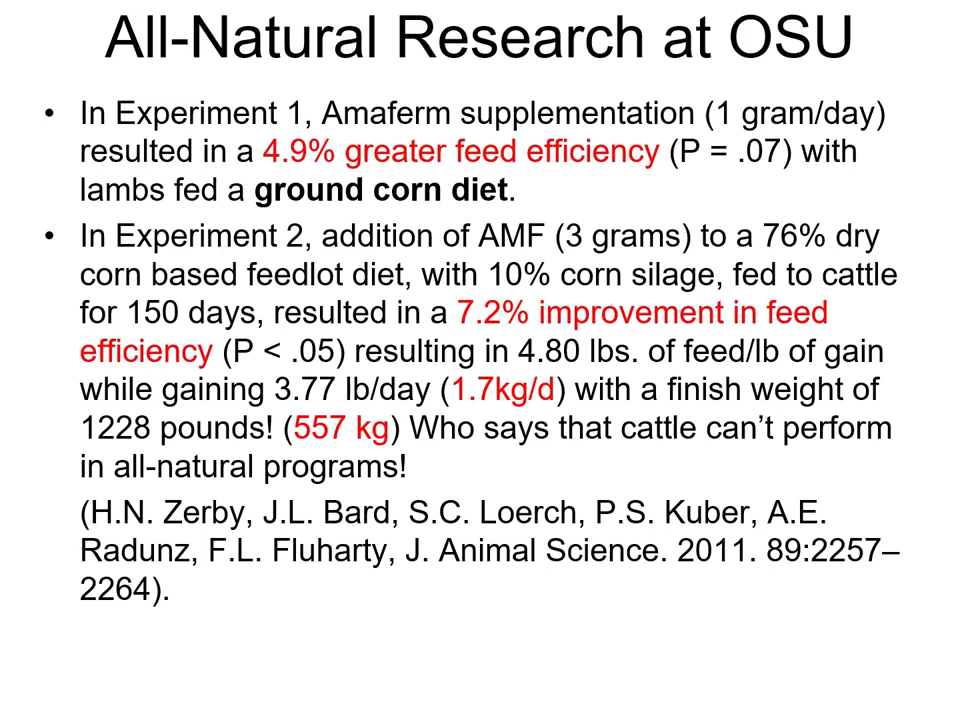 All-Natural Research at OSU
• In Experiment 1, Amaferm supplementation (1 gram/day)
resulted in a 4.9% greater feed efficiency (P = .07) with
lambs fed a ground corn diet.
• In Experiment 2, addition of AMF (3 grams) to a 76% dry
corn based feedlot diet, with 10% corn silage, fed to cattle
for 150 days, resulted in a 7.2% improvement in feed
efficiency (P < .05) resulting in 4.80 lbs. of feed/lb of gain
while gaining 3.77 lb/day (1.7kg/d) with a finish weight of
1228 pounds! (557 kg) Who says that cattle can’t perform
in all-natural programs!
(H.N. Zerby, J.L. Bard, S.C. Loerch, P.S. Kuber, A.E.
Radunz, F.L. Fluharty, J. Animal Science. 2011. 89:2257–
2264).